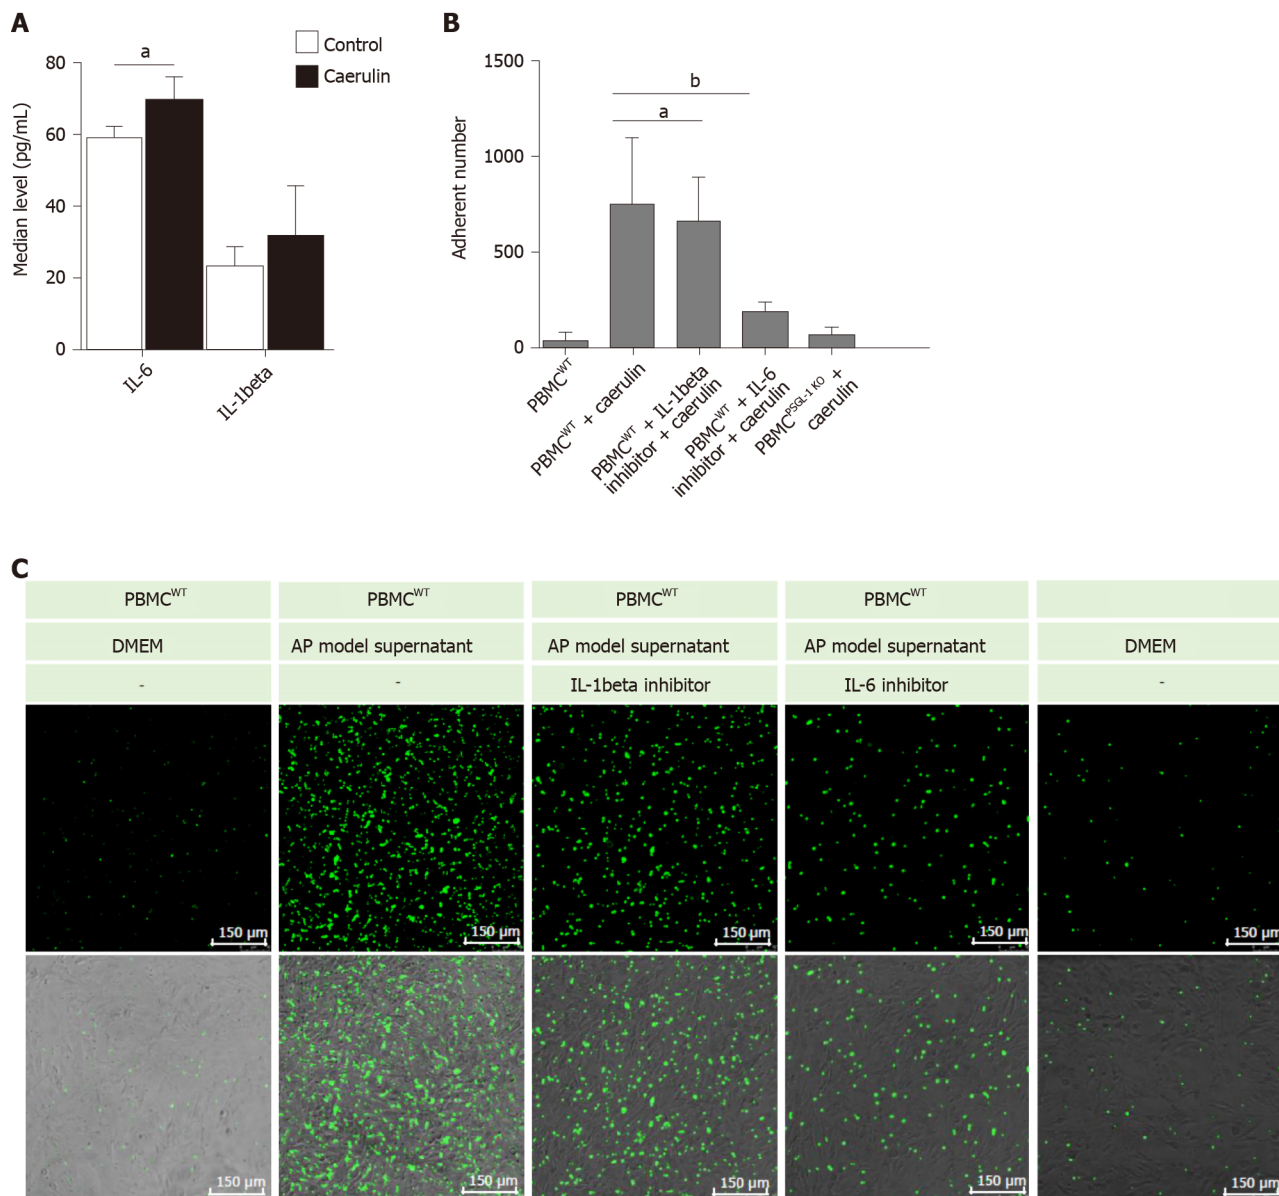 A
Control
Caerulin
a
Median level (pg/mL)
80
60
40
20
0
IL-6
IL-1beta
B
Adherent number
1500
1000
500
0
b
a
PBMC^WT
PBMC^WT + caerulin
PBMC^WT + IL-1beta
inhibitor + caerulin
PBMC^WT + IL-6
inhibitor + caerulin
PBMC^PSGL-1 KO +
caerulin
C
PBMC^WT PBMC^WT PBMC^WT PBMC^WT
DMEM AP model supernatant AP model supernatant AP model supernatant DMEM
- - IL-1beta inhibitor IL-6 inhibitor -
150 µm 150 µm 150 µm 150 µm 150 µm
150 µm 150 µm 150 µm 150 µm 150 µm